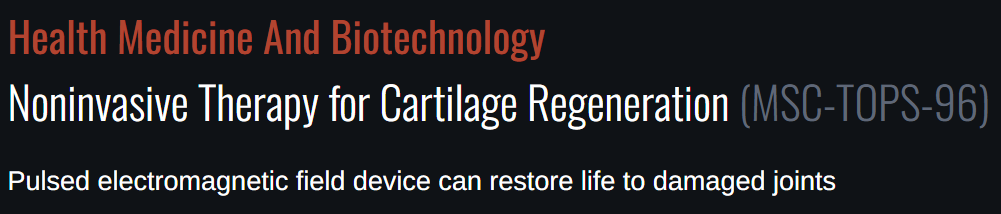 Health Medicine And Biotechnology
Noninvasive Therapy for Cartilage Regeneration (MSC-TOPS-96)
Pulsed electromagnetic field device can restore life to damaged joints